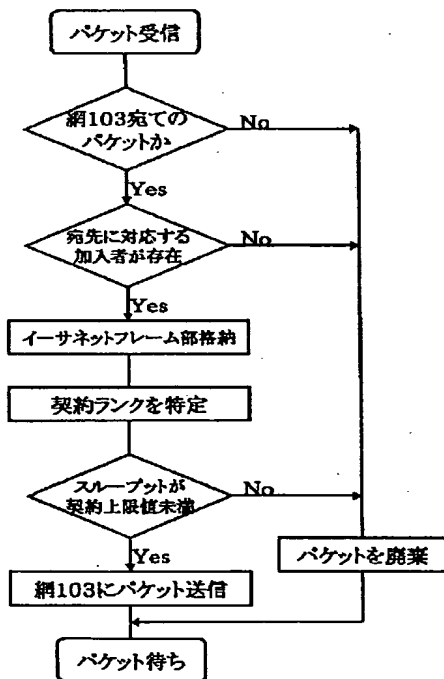 パケット受信
網103宛ての
パケットか
No
Yes
宛先に対応する
加入者が存在
No
Yes
イーサネットフレーム部格納
契約ランクを特定
スループットが
契約上限値未満
No
Yes
パケットを廃棄
網103にパケット送信
パケット待ち